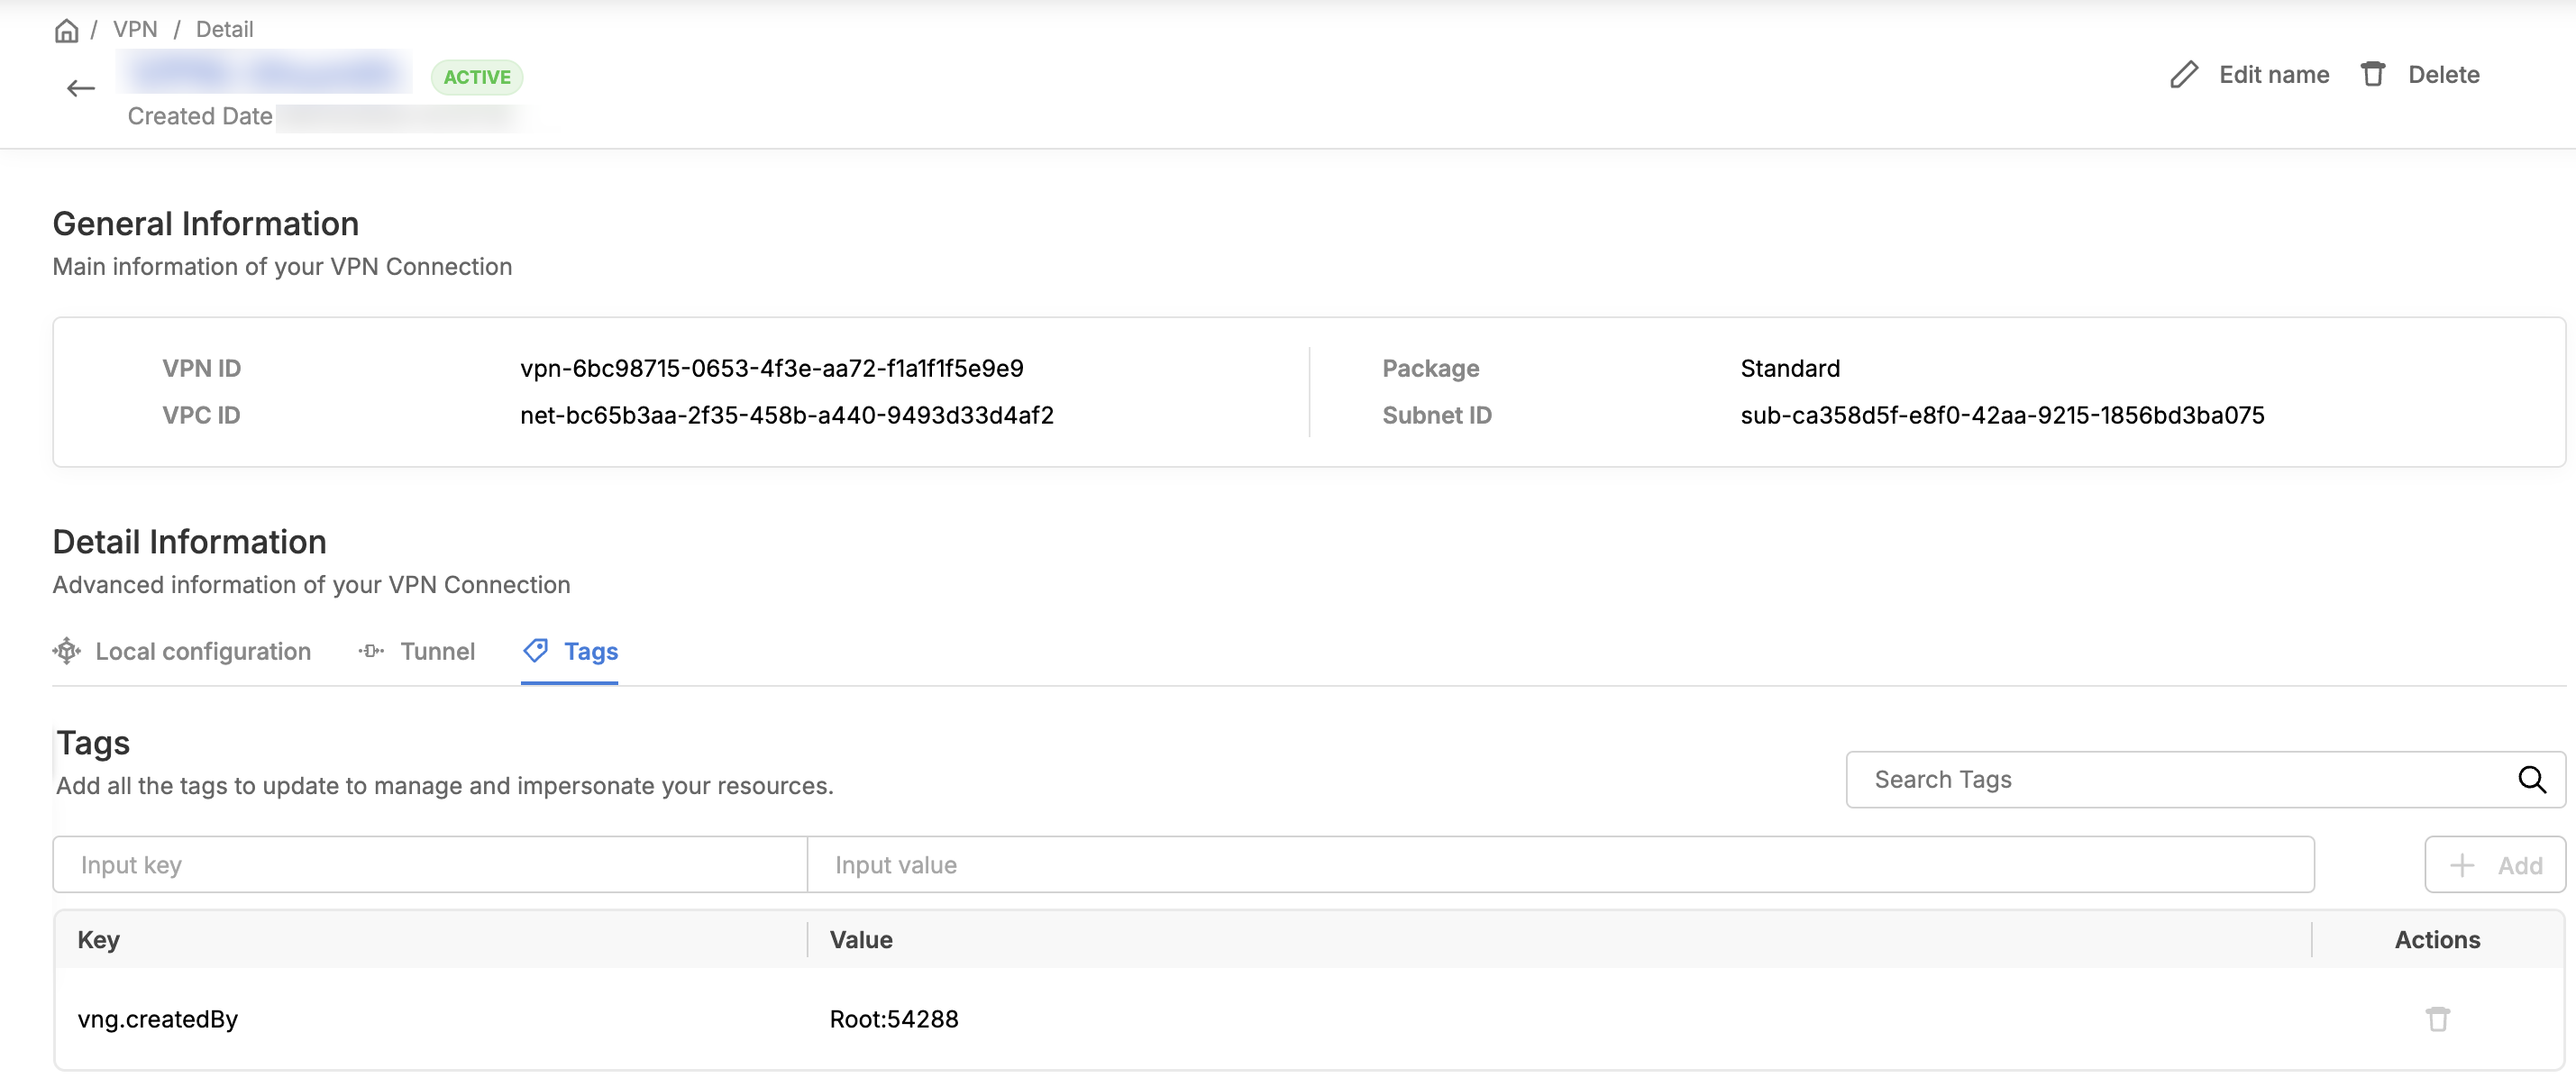 / VPN / Detail
ACTIVE
Created Date
Edit name
Delete
General Information
Main information of your VPN Connection
VPN ID vpn-6bc98715-0653-4f3e-aa72-f1a1f1f5e9e9
Package Standard
VPC ID net-bc65b3aa-2f35-458b-a440-9493d33d4af2
Subnet ID sub-ca358d5f-e8f0-42aa-9215-1856bd3ba075
Detail Information
Advanced information of your VPN Connection
Local configuration Tunnel Tags
Tags
Add all the tags to update to manage and impersonate your resources.
Search Tags
Input key Input value Add
Key Value Actions
vng.createdBy Root:54288